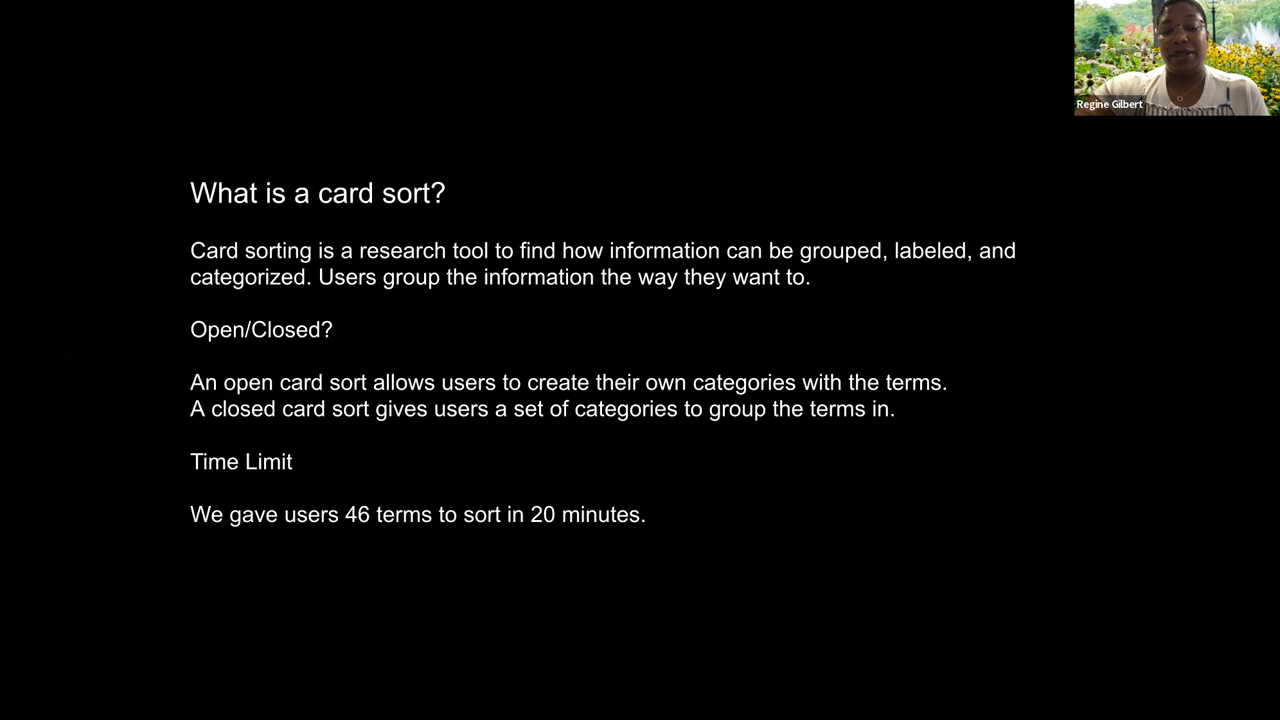 Regine Gilbert
What is a card sort?
Card sorting is a research tool to find how information can be grouped, labeled, and
categorized. Users group the information the way they want to.
Open/Closed?
An open card sort allows users to create their own categories with the terms.
A closed card sort gives users a set of categories to group the terms in.
Time Limit
We gave users 46 terms to sort in 20 minutes.